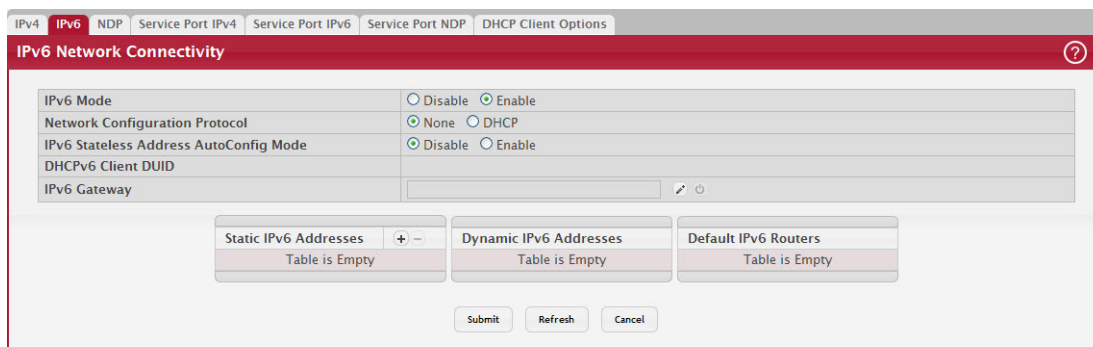 IPv4 IPv6 NDP Service Port IPv4 Service Port IPv6 Service Port NDP DHCP Client Options
IPv6 Network Connectivity ?
IPv6 Mode Disable Enable
Network Configuration Protocol None DHCP
IPv6 Stateless Address AutoConfig Mode Disable Enable
DHCPv6 Client DUID
IPv6 Gateway
Static IPv6 Addresses + − Dynamic IPv6 Addresses Default IPv6 Routers
Table is Empty Table is Empty Table is Empty
Submit Refresh Cancel